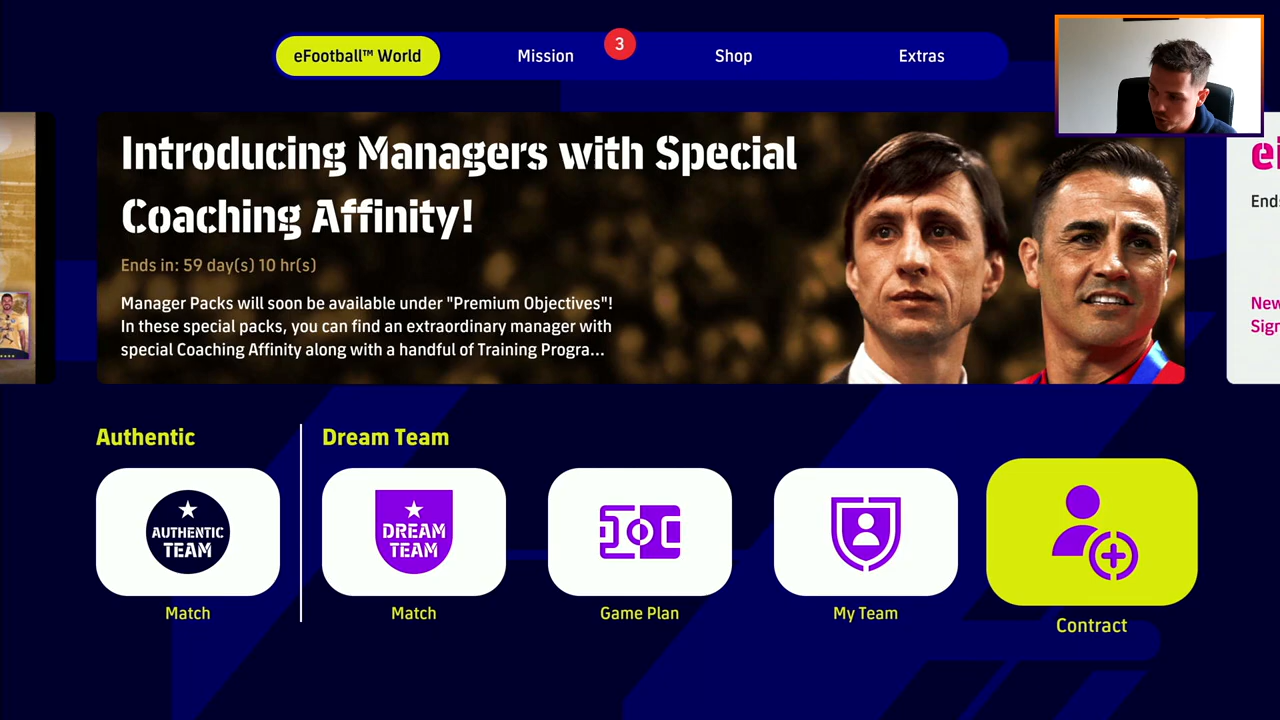 eFootball™ World
Mission
3
Shop
Extras
Introducing Managers with Special
Coaching Affinity!
Ends in: 59 day(s) 10 hr(s)
Manager Packs will soon be available under "Premium Objectives"!
In these special packs, you can find an extraordinary manager with
special Coaching Affinity along with a handful of Training Progra...
ei
Ends
New
Sign
Authentic
Dream Team
AUTHENTIC
TEAM
DREAM
TEAM
Match
Match
Game Plan
My Team
Contract